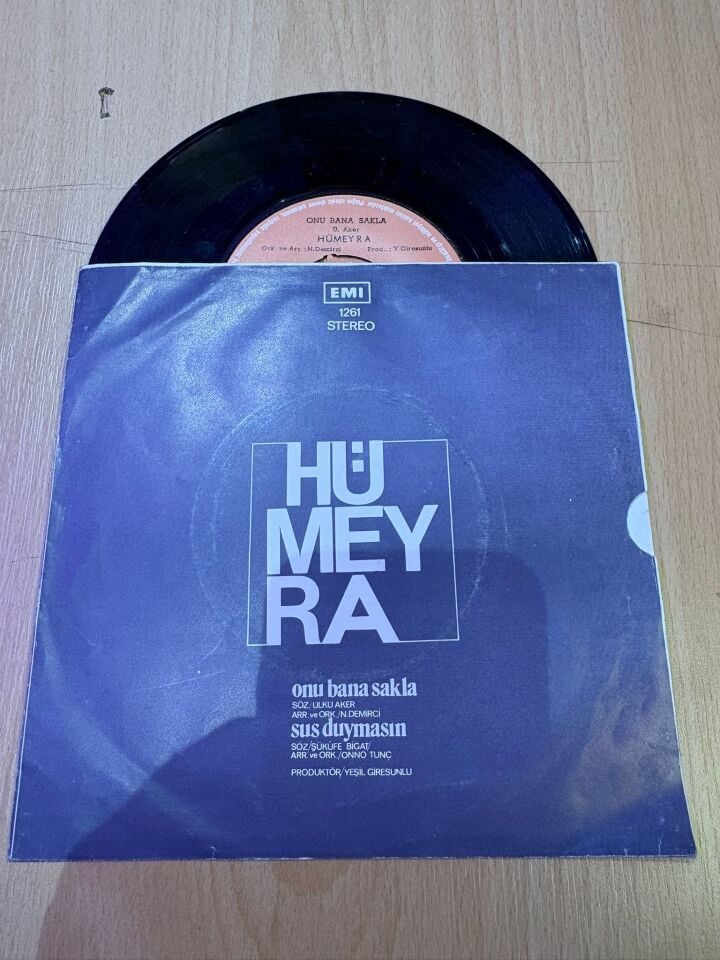 ONU BANA SAKLA
Ü. Aker
HÜMEYRA
Ork. ve Arr.: N.Demirci Prod..: Y.Giresunlu
EMI
1261
STEREO
HÜ
MEY
RA
onu bana sakla
SÖZ/ULKU AKER
ARR. ve ORK./N.DEMİRCİ
sus duymasın
SÖZ/ŞÜKÜFE BİGAT/
ARR. ve ORK./ONNO TUNÇ
PRODUKTÖR/YEŞİL GİRESUNLU